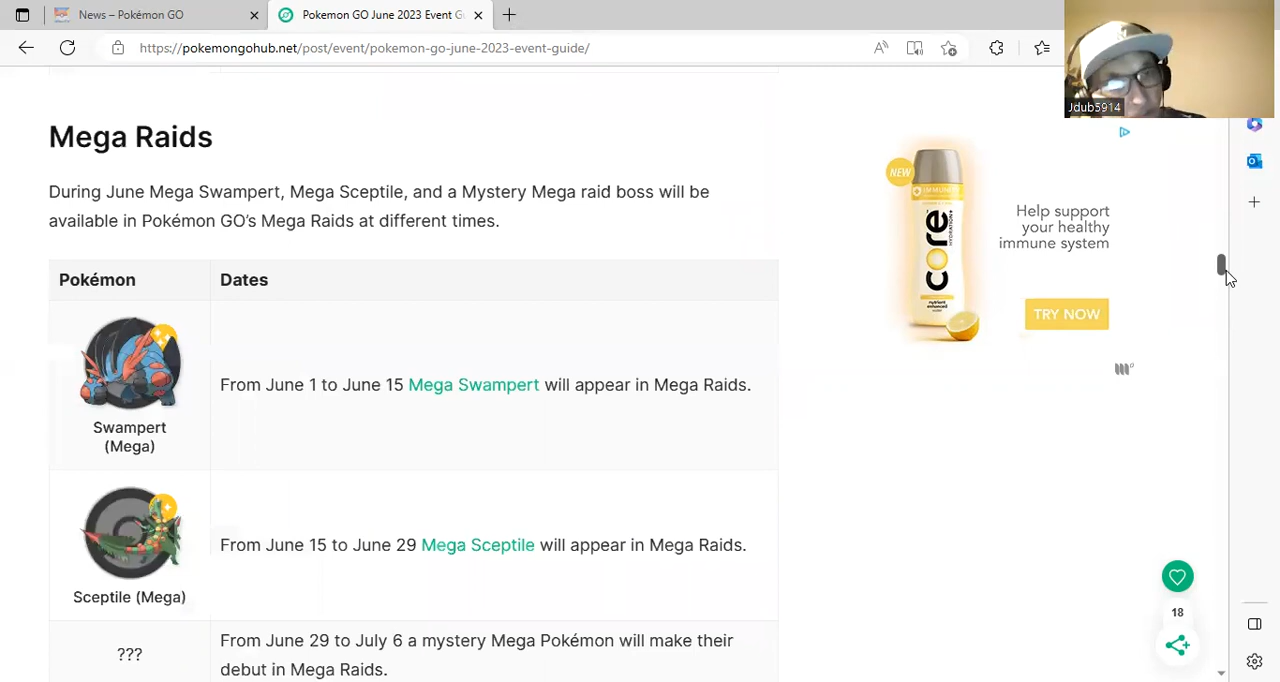 News – Pokémon GO
Pokemon GO June 2023 Event G
https://pokemongohub.net/post/event/pokemon-go-june-2023-event-guide/
Jdub5914
Mega Raids
During June Mega Swampert, Mega Sceptile, and a Mystery Mega raid boss will be
available in Pokémon GO's Mega Raids at different times.
Pokémon Dates
From June 1 to June 15 Mega Swampert will appear in Mega Raids.
Swampert
(Mega)
From June 15 to June 29 Mega Sceptile will appear in Mega Raids.
Sceptile (Mega)
???
From June 29 to July 6 a mystery Mega Pokémon will make their
debut in Mega Raids.
NEW
IMMUNITY
core
HYDRATION+
nutrient
enhanced
water
Help support
your healthy
immune system
TRY NOW
18